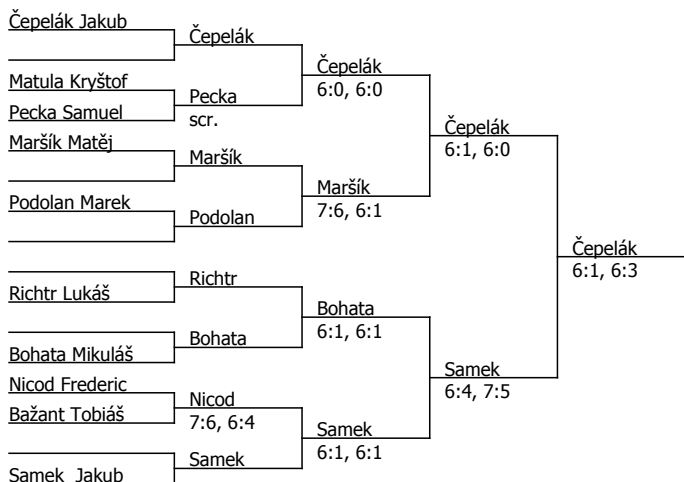 Čepelák Jakub
Čepelák
Čepelák
6:0, 6:0
Matula Kryštof
Pecka
scr.
Pecka Samuel
Čepelák
6:1, 6:0
Maršík Matěj
Maršík
Maršík
7:6, 6:1
Podolan Marek
Podolan
Čepelák
6:1, 6:3
Richtr
Richtr Lukáš
Bohata
6:1, 6:1
Bohata
Bohata Mikuláš
Samek
6:4, 7:5
Nicod Frederic
Nicod
7:6, 6:4
Bažant Tobiáš
Samek
6:1, 6:1
Samek
Samek Jakub